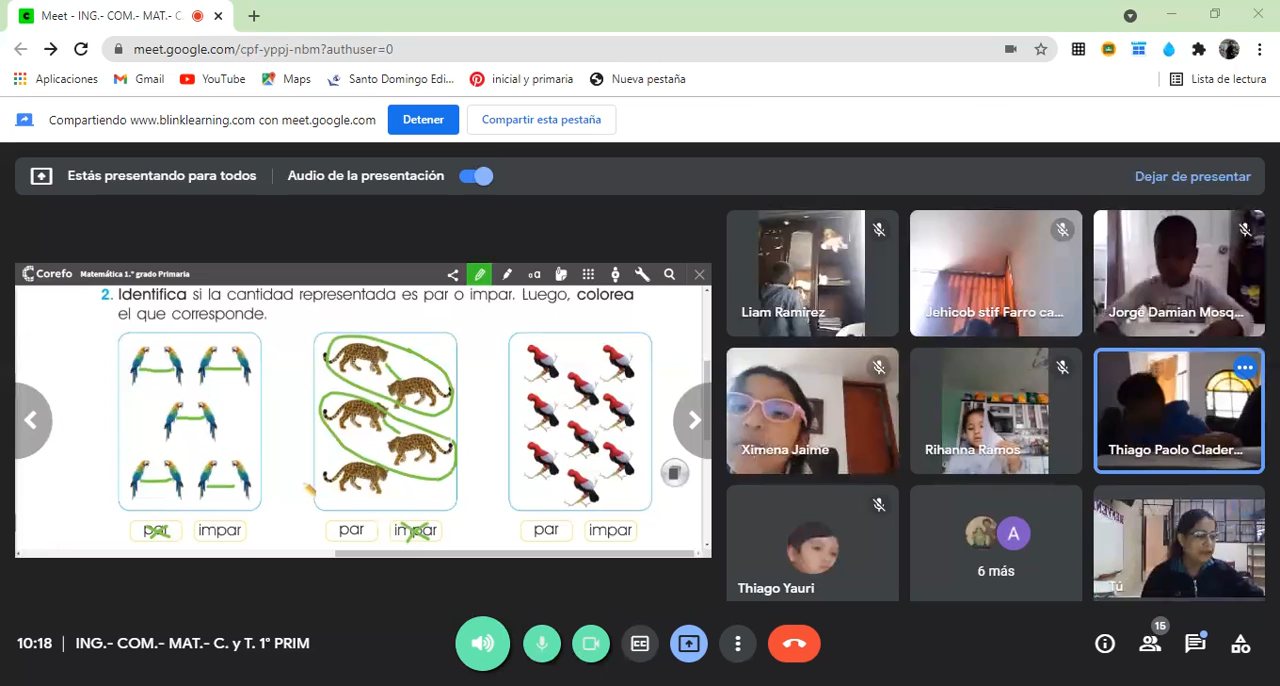 Meet - ING.- COM.- MAT.- C
meet.google.com/cpf-yppj-nbm?authuser=0
Aplicaciones Gmail YouTube Maps Santo Domingo Edi... inicial y primaria Nueva pestaña Lista de lectura
Compartiendo www.blinklearning.com con meet.google.com Detener Compartir esta pestaña
Estás presentando para todos Audio de la presentación Dejar de presentar
Corefo Matemática 1.° grado Primaria
2. Identifica si la cantidad representada es par o impar. Luego, colorea
el que corresponde.
par impar par impar par impar
Liam Ramirez Jehicob stif Farro ca... Jorge Damian Mosq...
Ximena Jaime Rihanna Ramos Thiago Paolo Clader...
Thiago Yauri A 6 más Tú
10:18 ING.- COM.- MAT.- C. y T. 1° PRIM 15